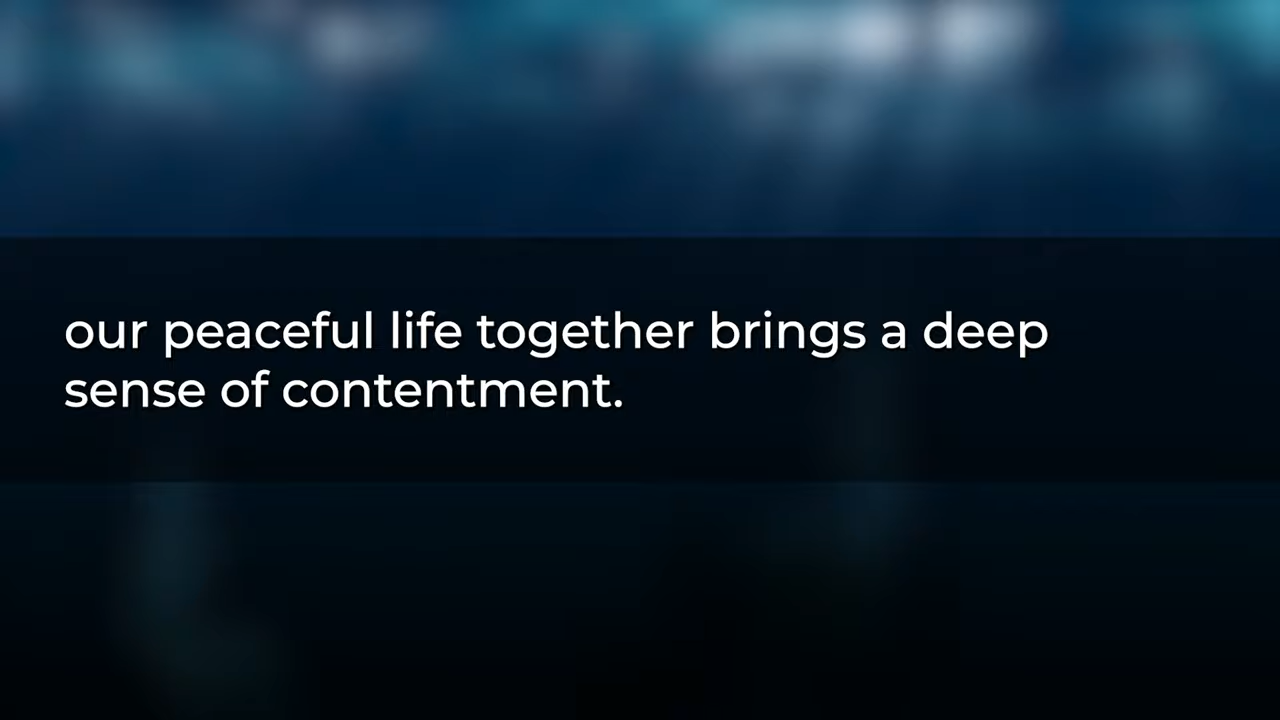 our peaceful life together brings a deep
sense of contentment.